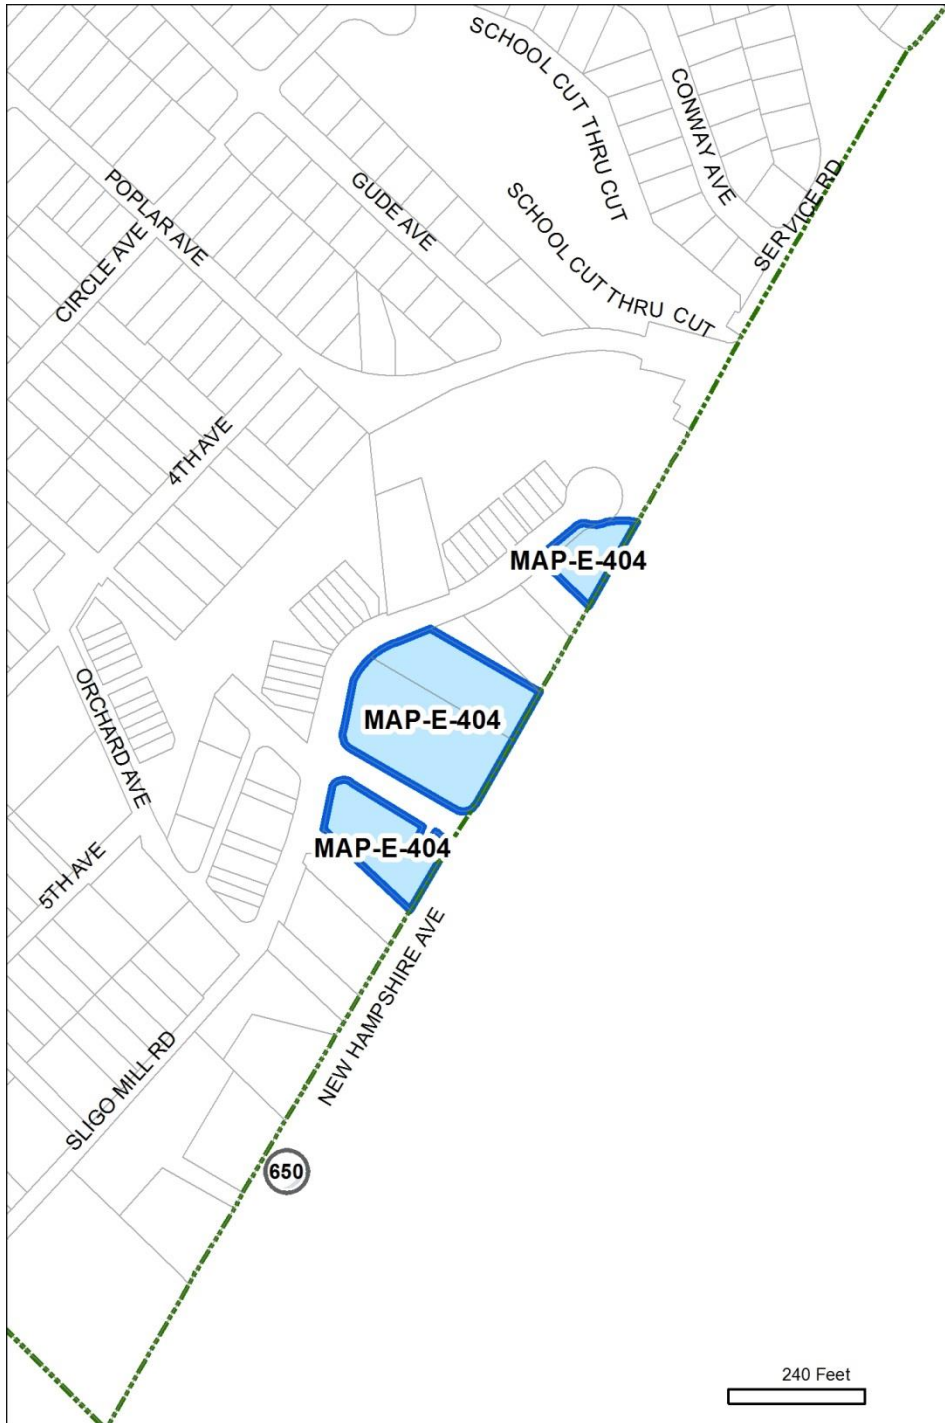 SCHOOL CUT THRU CUT
CONWAY AVE
SERVICE RD
POPLAR AVE
GUDE AVE
SCHOOL CUT THRU CUT
CIRCLE AVE
4TH AVE
MAP-E-404
MAP-E-404
ORCHARD AVE
MAP-E-404
5TH AVE
NEW HAMPSHIRE AVE
SLIGO MILL RD
650
240 Feet